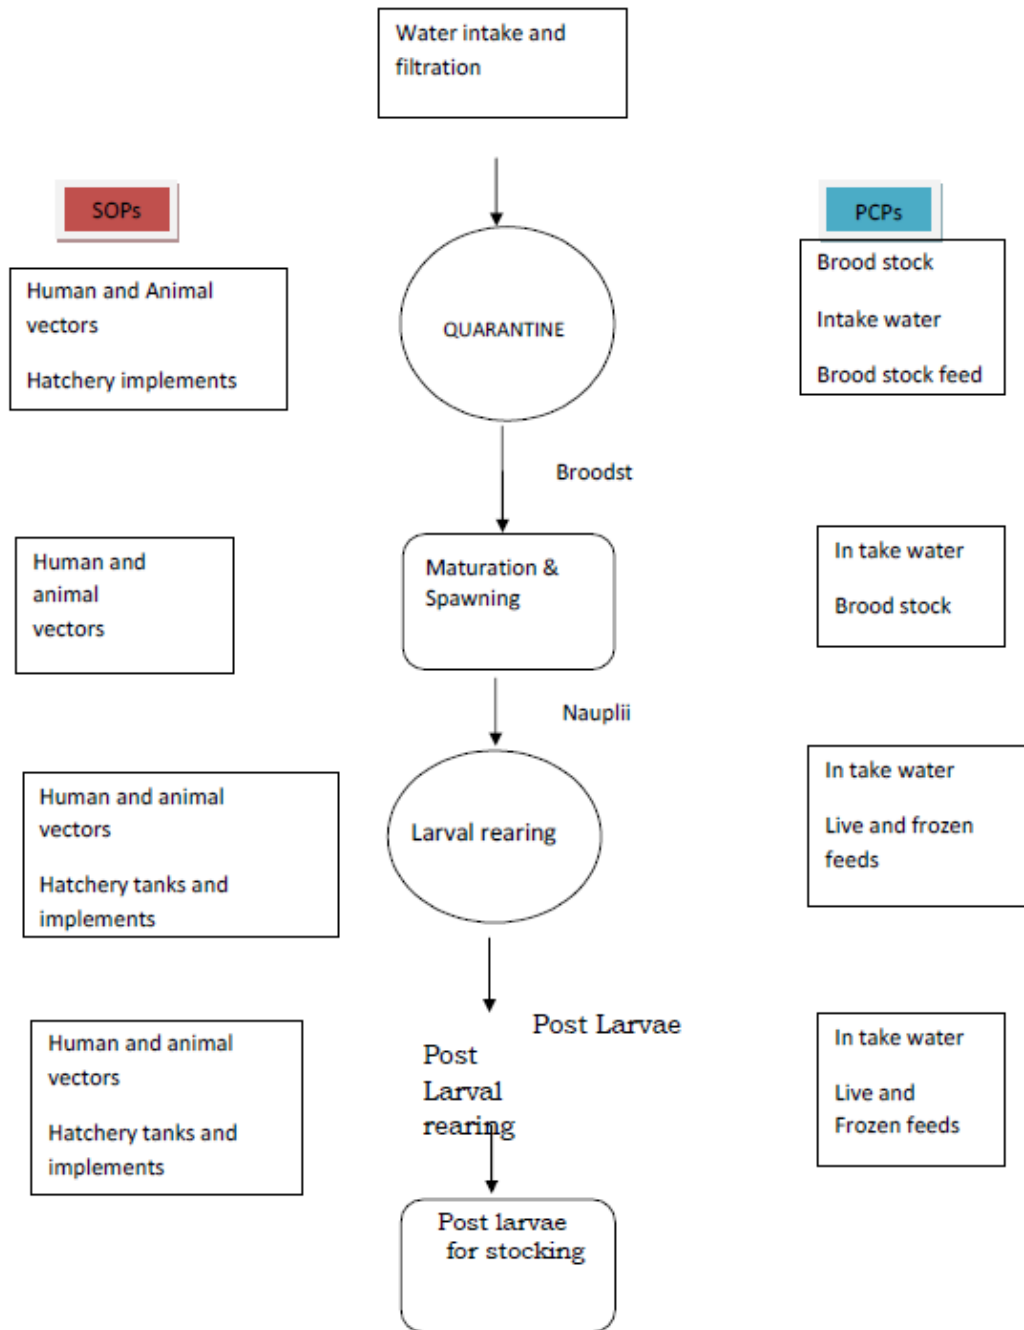 Water intake and
filtration
SOPs
PCPs
Human and Animal
vectors
Hatchery implements
QUARANTINE
Brood stock
Intake water
Brood stock feed
Broodst
Human and
animal
vectors
Maturation &
Spawning
In take water
Brood stock
Nauplii
Human and animal
vectors
Hatchery tanks and
implements
Larval rearing
In take water
Live and frozen
feeds
Post Larvae
Human and animal
vectors
Hatchery tanks and
implements
Post
Larval
rearing
In take water
Live and
Frozen feeds
Post larvae
for stocking